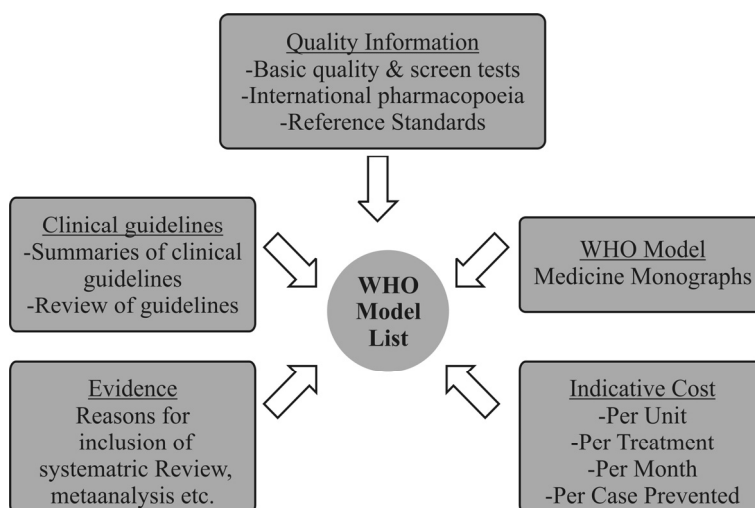 Quality Information
-Basic quality & screen tests
-International pharmacopoeia
-Reference Standards
Clinical guidelines
-Summaries of clinical
guidelines
-Review of guidelines
WHO
Model
List
WHO Model
Medicine Monographs
Evidence
Reasons for
inclusion of
systematric Review,
metaanalysis etc.
Indicative Cost
-Per Unit
-Per Treatment
-Per Month
-Per Case Prevented